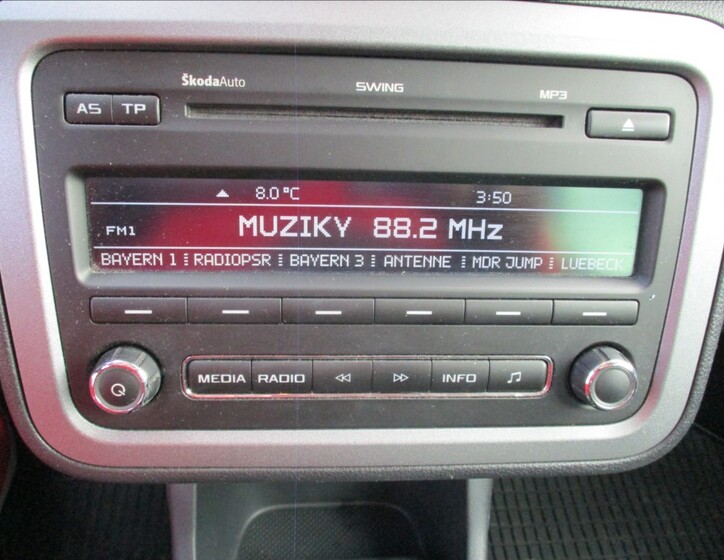 ŠkodaAuto SWING MP3
AS TP
8.0°C 3:50
FM1 MUZIKY 88.2 MHz
BAYERN 1 RADIOPSR BAYERN 3 ANTENNE MDR JUMP LUEBECK
MEDIA RADIO INFO